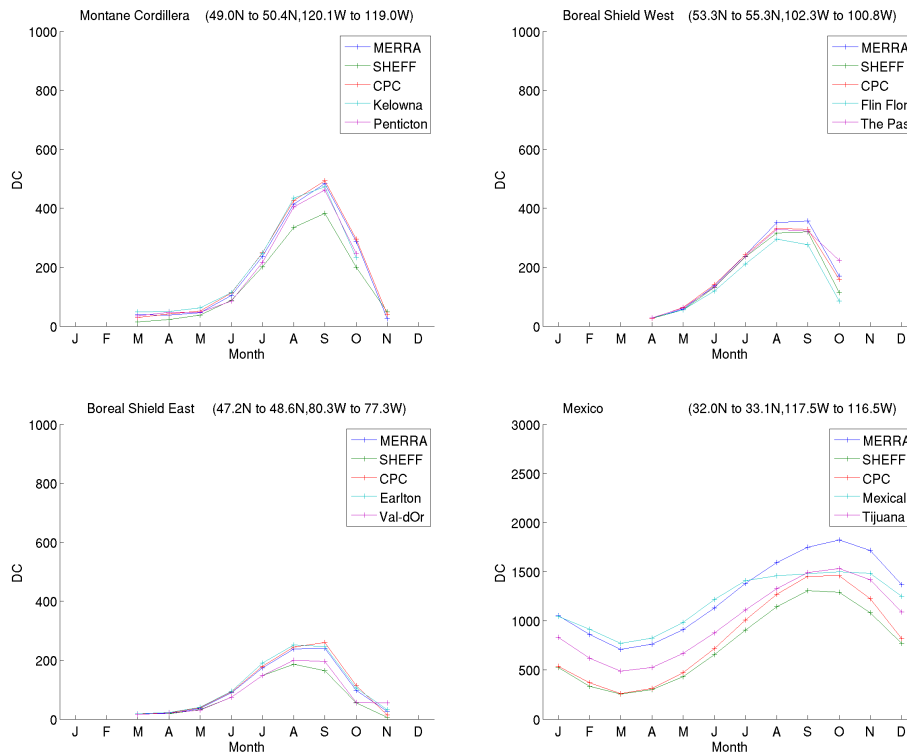 Montane Cordillera (49.0N to 50.4N,120.1W to 119.0W)
1000
800
600
400
200
0
DC
J F M A M J J A S O N D
Month
MERRA
SHEFF
CPC
Kelowna
Penticton
Boreal Shield West (53.3N to 55.3N,102.3W to 100.8W)
1000
800
600
400
200
0
DC
J F M A M J J A S O N D
Month
MERRA
SHEFF
CPC
Flin Flor
The Pas
Boreal Shield East (47.2N to 48.6N,80.3W to 77.3W)
1000
800
600
400
200
0
DC
J F M A M J J A S O N D
Month
MERRA
SHEFF
CPC
Earlton
Val-dOr
Mexico (32.0N to 33.1N,117.5W to 116.5W)
3000
2500
2000
1500
1000
500
0
DC
J F M A M J J A S O N D
Month
MERRA
SHEFF
CPC
Mexical
Tijuana